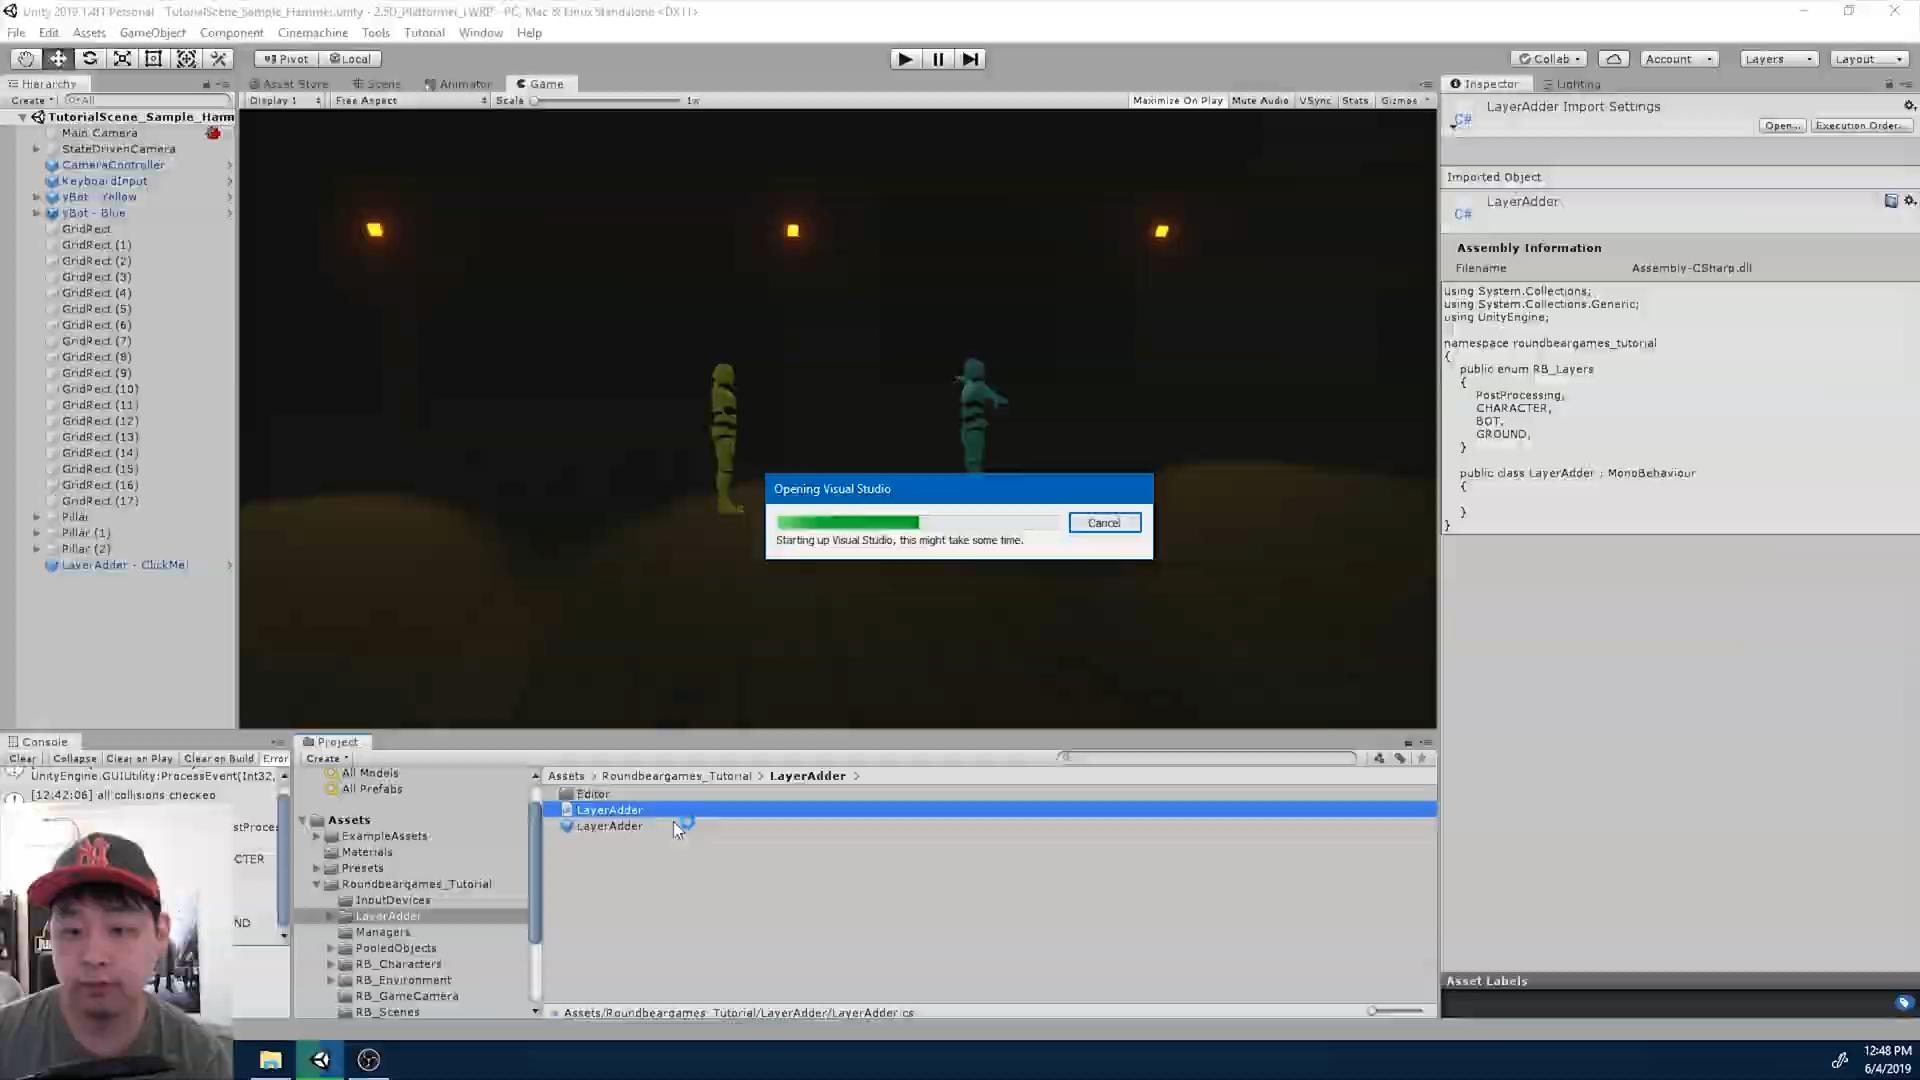 Unity 2019.1.4f1 Personal - TutorialScene_Sample_Hammer.unity - 2.5D_Platformer_LWRP - PC, Mac & Linux Standalone <DX11>
File Edit Assets GameObject Component Cinemachine Tools Tutorial Window Help
Pivot Local Collab Account Layers Layout
Hierarchy Asset Store Scene Animator Game Inspector Lighting
Create All Display 1 Free Aspect Scale 1x Maximize On Play Mute Audio VSync Stats Gizmos
LayerAdder Import Settings
Open... Execution Order...
TutorialScene_Sample_Hamm
Main Camera
StateDrivenCamera
CameraController
KeyboardInput
yBot - Yellow
yBot - Blue
GridRect
GridRect (1)
GridRect (2)
GridRect (3)
GridRect (4)
GridRect (5)
GridRect (6)
GridRect (7)
GridRect (8)
GridRect (9)
GridRect (10)
GridRect (11)
GridRect (12)
GridRect (13)
GridRect (14)
GridRect (15)
GridRect (16)
GridRect (17)
Pillar
Pillar (1)
Pillar (2)
LayerAdder - ClickMe!
Opening Visual Studio
Cancel
Starting up Visual Studio, this might take some time.
Imported Object
C# LayerAdder
Assembly Information
Filename Assembly-CSharp.dll
using System.Collections;
using System.Collections.Generic;
using UnityEngine;
namespace roundbeargames_tutorial
{
public enum RB_Layers
{
PostProcessing,
CHARACTER,
BOT,
GROUND,
}
public class LayerAdder : MonoBehaviour
{
}
}
Asset Labels
Console
Clear Collapse Clear on Play Clear on Build Error
UnityEngine.GUIUtility:ProcessEvent(Int32,
[12:42:06] all collisions checked
stProces
CTER
ND
Project
Create
All Models
All Prefabs
Assets
ExampleAssets
Materials
Presets
Roundbeargames_Tutorial
InputDevices
LayerAdder
Managers
PooledObjects
RB_Characters
RB_Environment
RB_GameCamera
RB_Scenes
Assets > Roundbeargames_Tutorial > LayerAdder >
Editor
LayerAdder
LayerAdder
Assets/Roundbeargames_Tutorial/LayerAdder/LayerAdder.cs
12:48 PM
6/4/2019